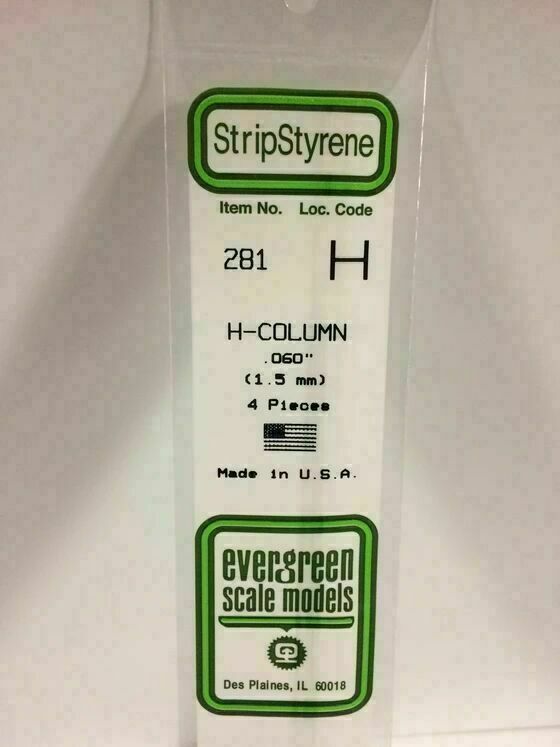 StripStyrene
Item No. Loc. Code
281 H
H-COLUMN
.060"
(1.5 mm)
4 Pieces
Made in U.S.A.
evergreen
scale models
Des Plaines, IL 60018